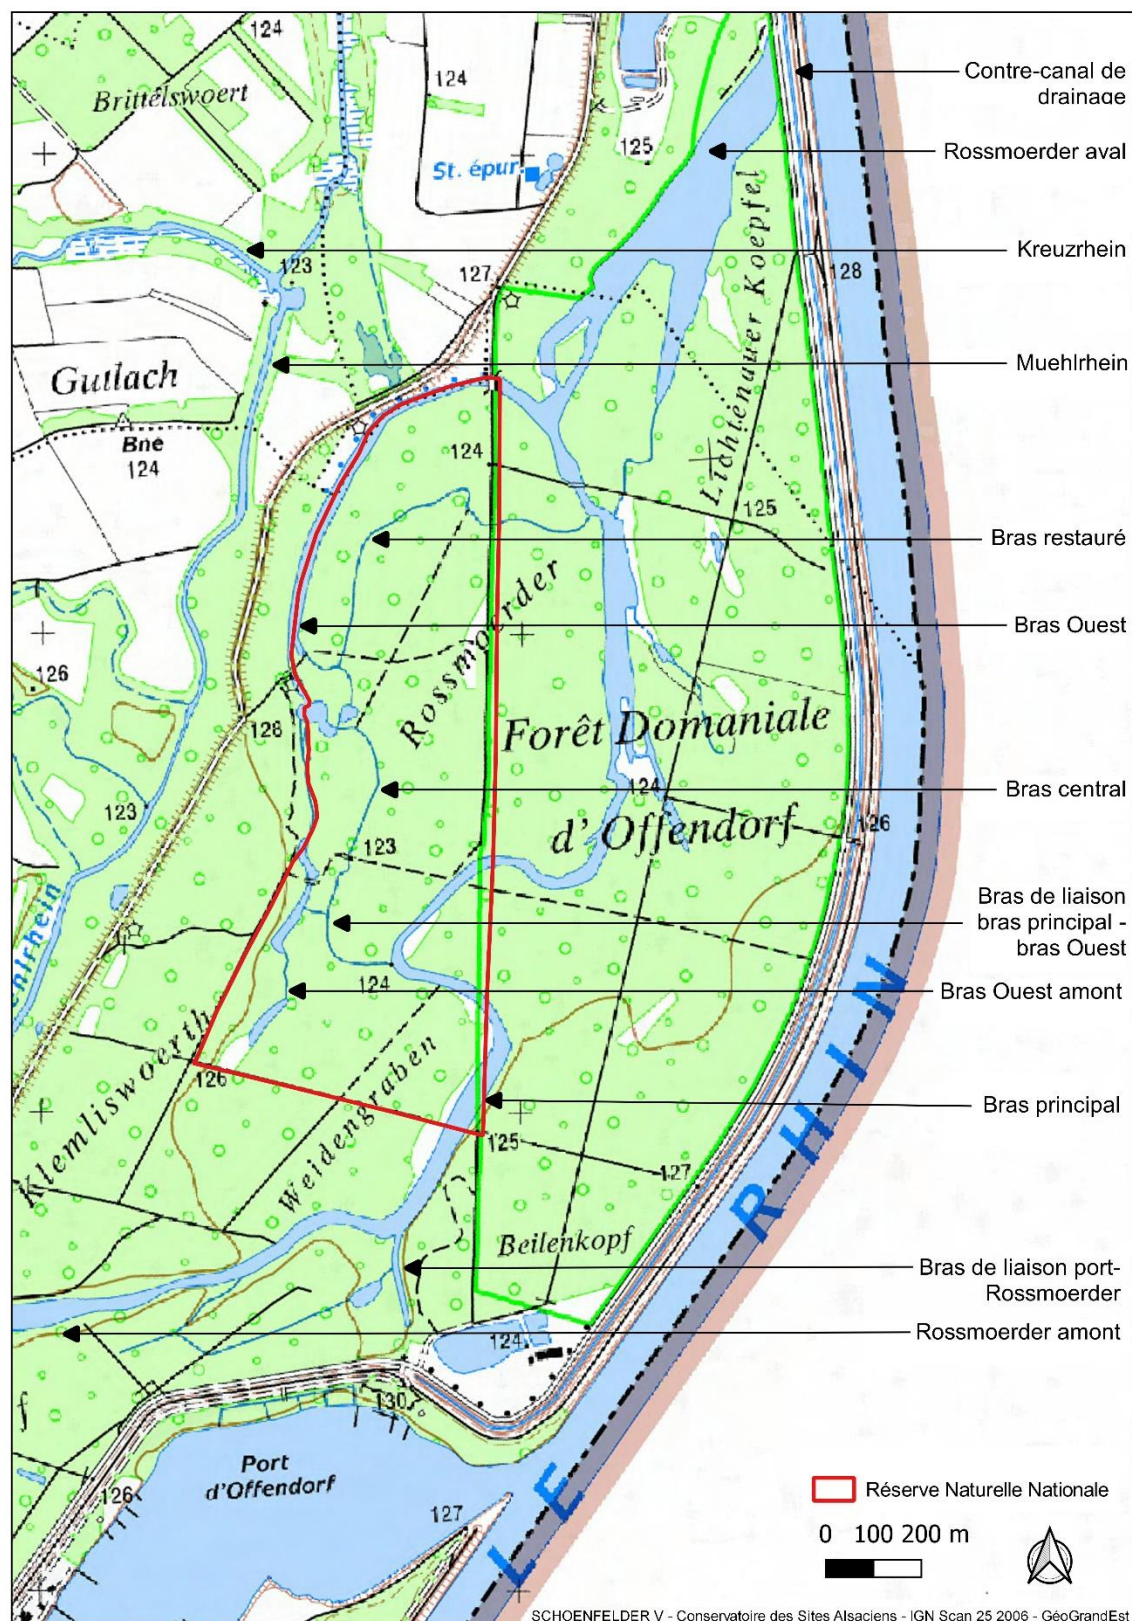 124
Brittelswoert
124
125
St. épur.
Contre-canal de
drainage
Rossmoerder aval
Kreuzrhein
123
127
128
Muehlrhein
Gutlach
Bne
124
Lichtenauer Koepfel
124
125
Bras restauré
Bras Ouest
126
Rossmoerder
128
Forêt Domaniale
d'Offendorf
124
126
123
123
Bras central
Bras de liaison
bras principal -
bras Ouest
124
Bras Ouest amont
Klemliswoerth
126
Weidengraben
125
127
Bras principal
Beilenkopf
Bras de liaison port-
Rossmoerder
Rossmoerder amont
124
130
f
126
Port
d'Offendorf
127
LE RHIN
Réserve Naturelle Nationale
0 100 200 m
SCHOENFELDER V - Conservatoire des Sites Alsaciens - IGN Scan 25 2006 - GéoGrandEst